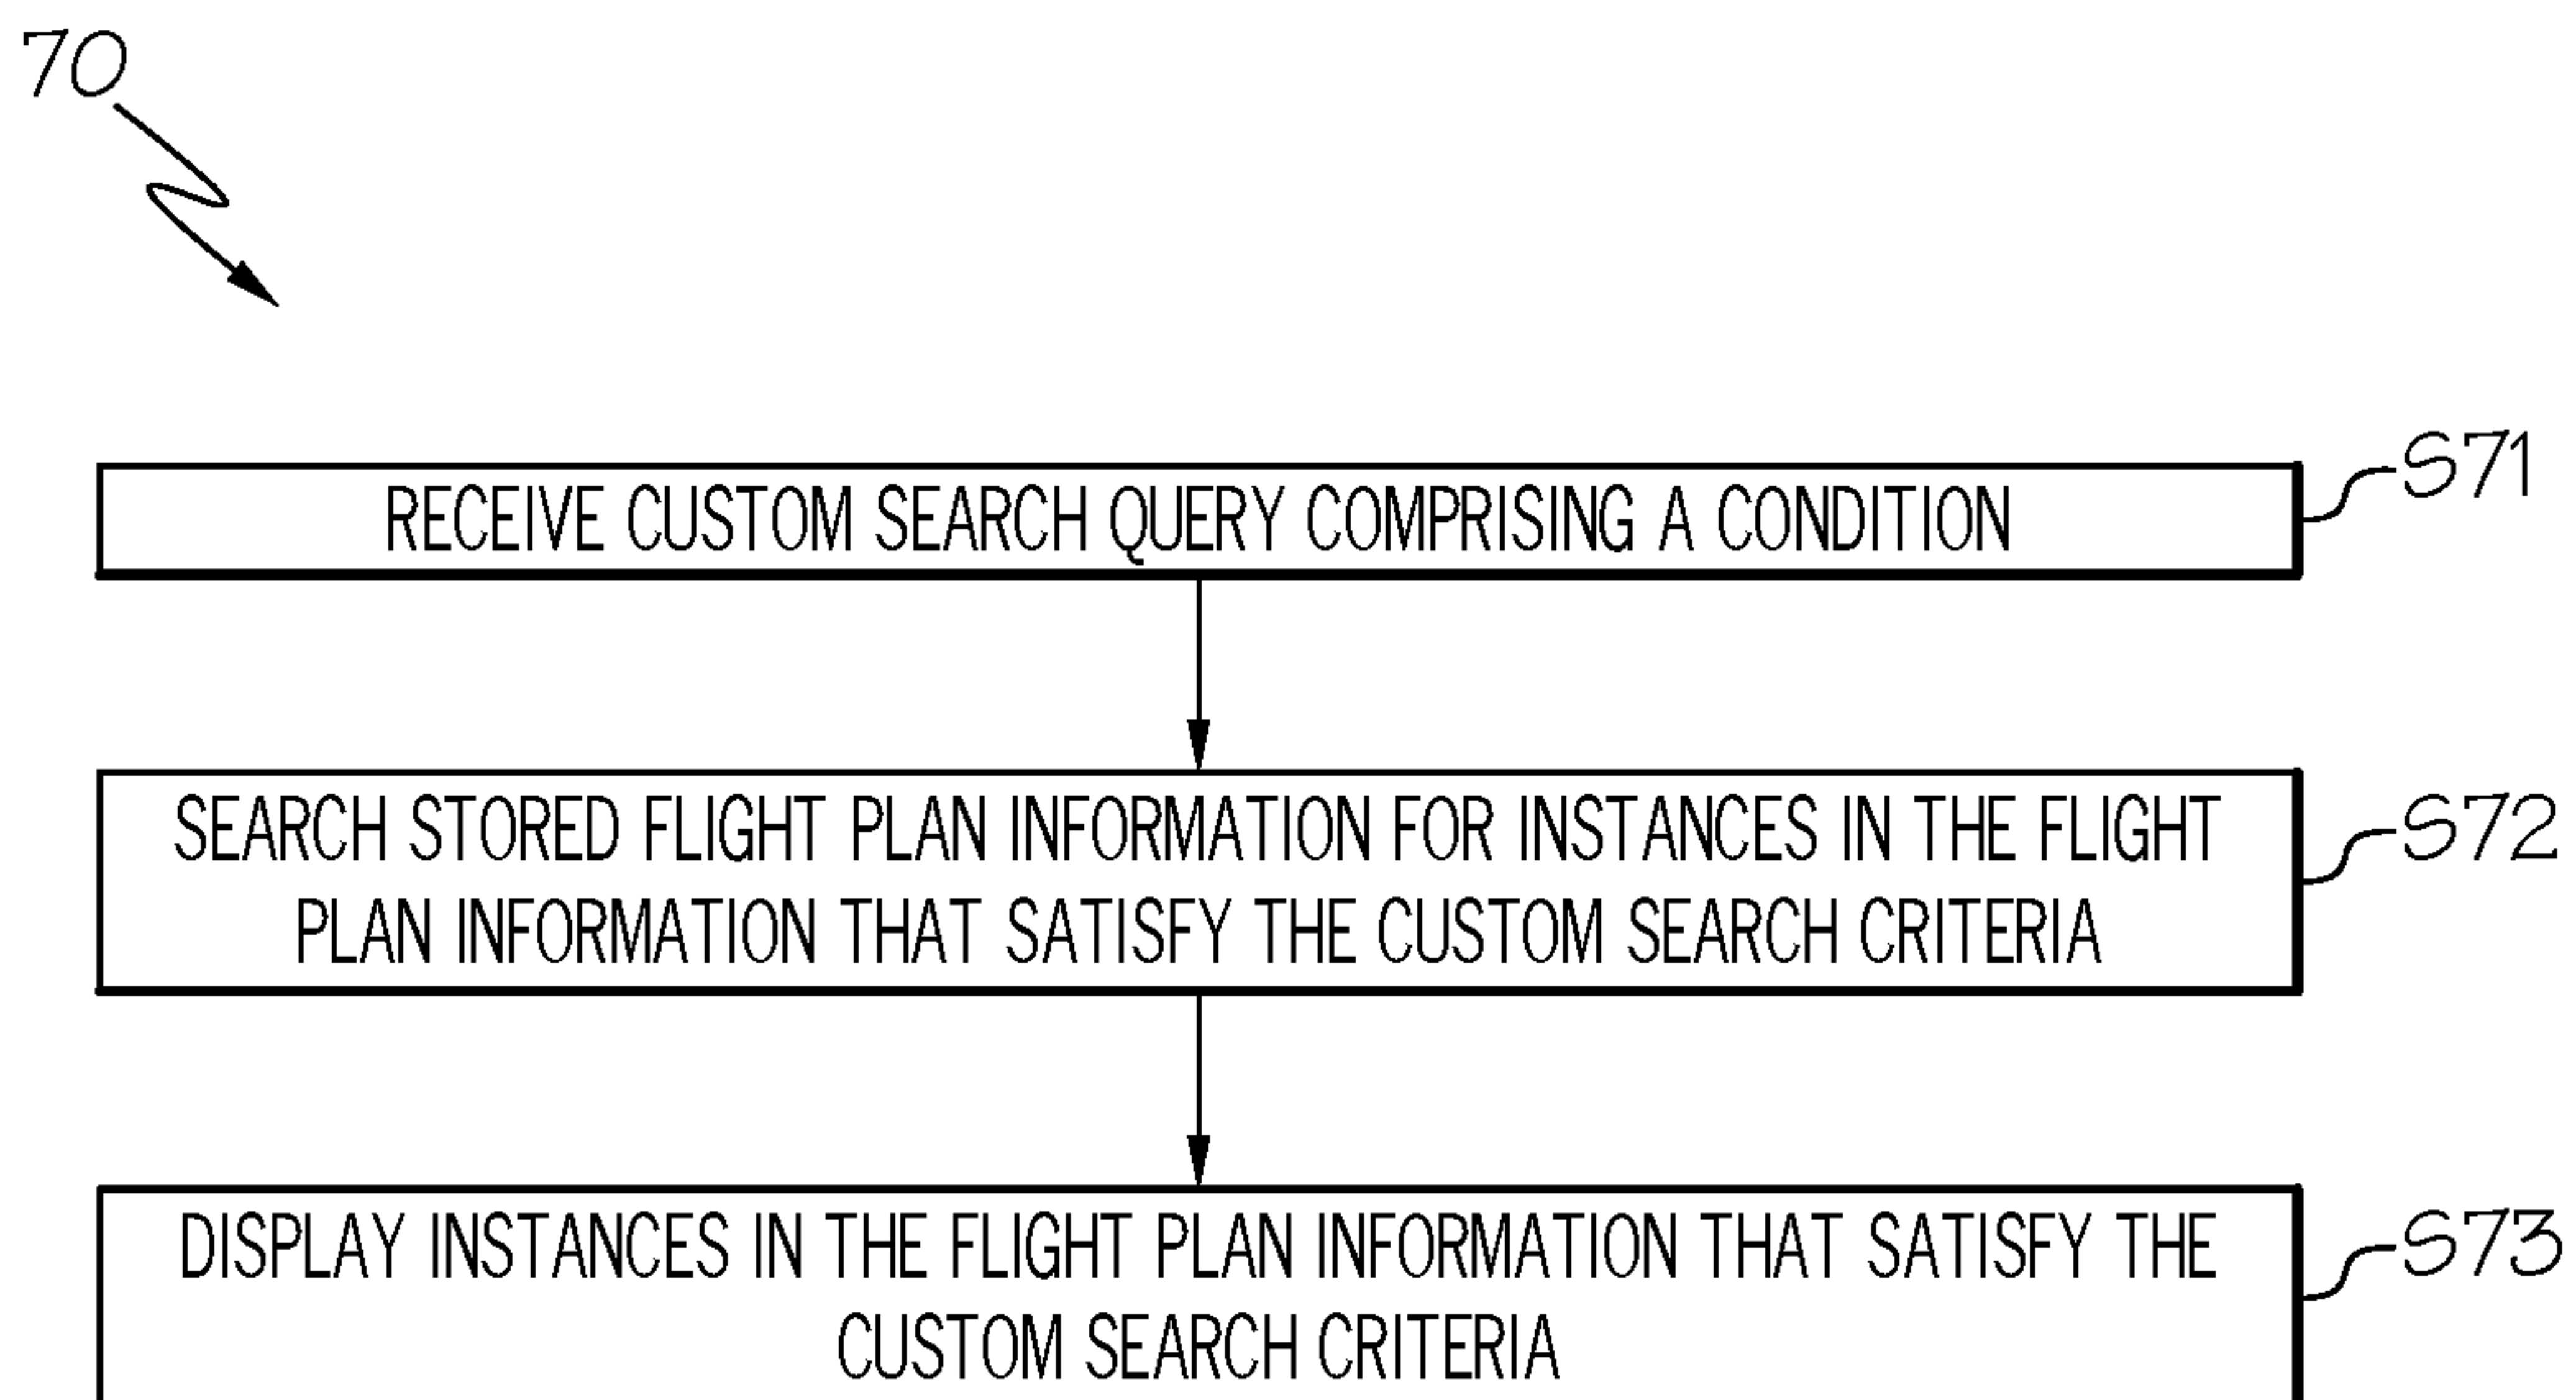 70
RECEIVE CUSTOM SEARCH QUERY COMPRISING A CONDITION
S71
SEARCH STORED FLIGHT PLAN INFORMATION FOR INSTANCES IN THE FLIGHT
PLAN INFORMATION THAT SATISFY THE CUSTOM SEARCH CRITERIA
S72
DISPLAY INSTANCES IN THE FLIGHT PLAN INFORMATION THAT SATISFY THE
CUSTOM SEARCH CRITERIA
S73